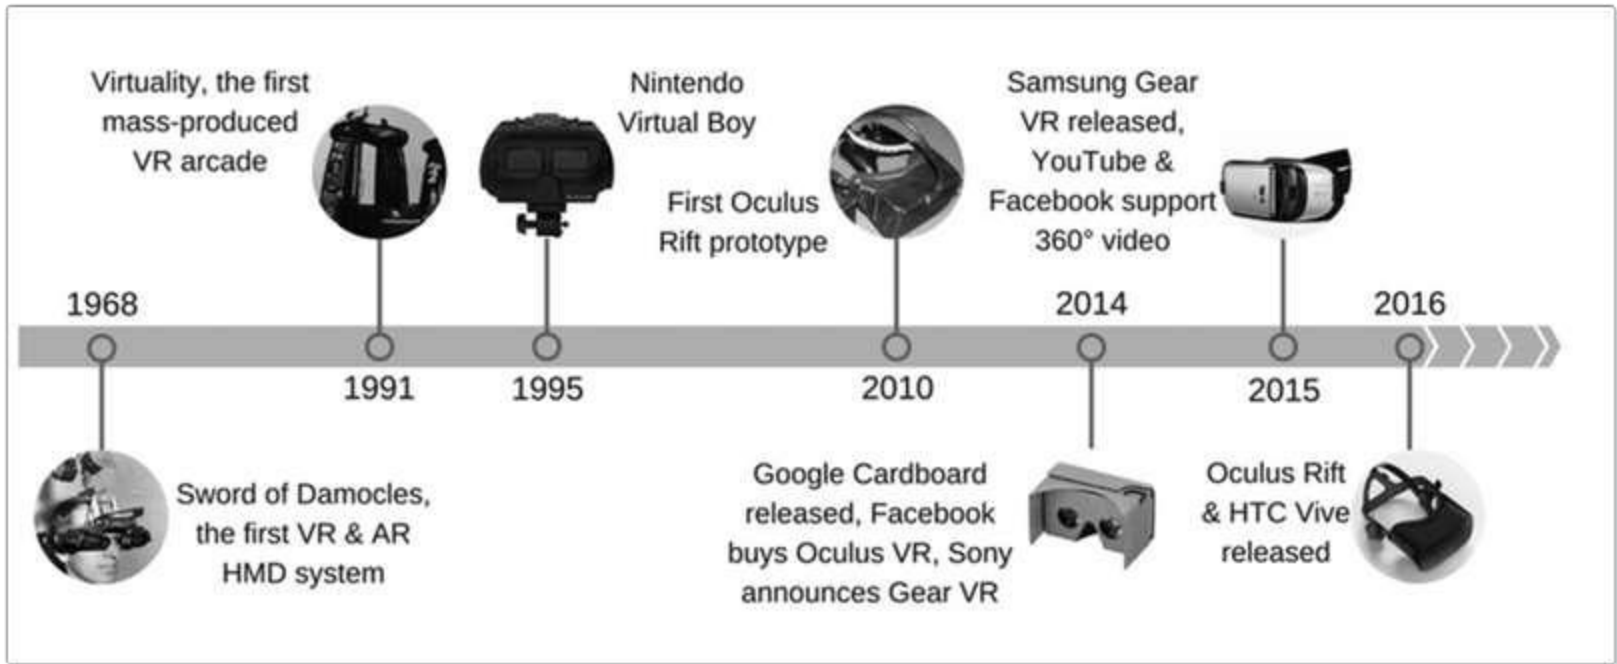 Virtuality, the first
mass-produced
VR arcade
Nintendo
Virtual Boy
First Oculus
Rift prototype
Samsung Gear
VR released,
YouTube &
Facebook support
360° video
1968
2014
2016
1991
1995
2010
2015
Sword of Damocles,
the first VR & AR
HMD system
Google Cardboard
released, Facebook
buys Oculus VR, Sony
announces Gear VR
Oculus Rift
& HTC Vive
released